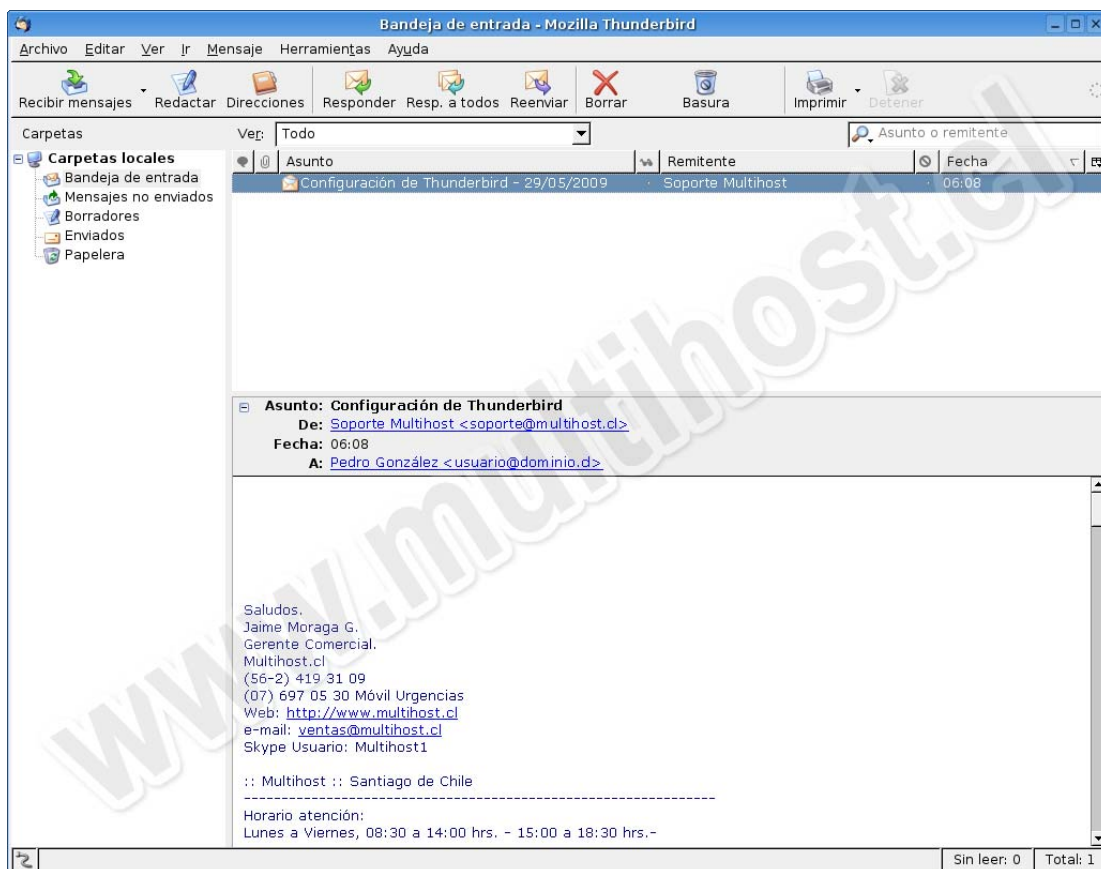 Bandeja de entrada - Mozilla Thunderbird
Archivo Editar Ver Ir Mensaje Herramientas Ayuda
Recibir mensajes Redactar Direcciones Responder Resp. a todos Reenviar Borrar Basura Imprimir Detener
Carpetas Ver: Todo Asunto o remitente
Carpetas locales
Bandeja de entrada
Mensajes no enviados
Borradores
Enviados
Papelera
Asunto Remitente Fecha
Configuración de Thunderbird - 29/05/2009 Soporte Multihost 06:08
Asunto: Configuración de Thunderbird
De: Soporte Multihost <soporte@multihost.cl>
Fecha: 06:08
A: Pedro González <usuario@dominio.cl>
Saludos.
Jaime Moraga G.
Gerente Comercial.
Multihost.cl
(56-2) 419 31 09
(07) 697 05 30 Móvil Urgencias
Web: http://www.multihost.cl
e-mail: ventas@multihost.cl
Skype Usuario: Multihost1
:: Multihost :: Santiago de Chile
---------------------------------------------------------------
Horario atención:
Lunes a Viernes, 08:30 a 14:00 hrs. - 15:00 a 18:30 hrs.-
Sin leer: 0 Total: 1
www.multihost.cl